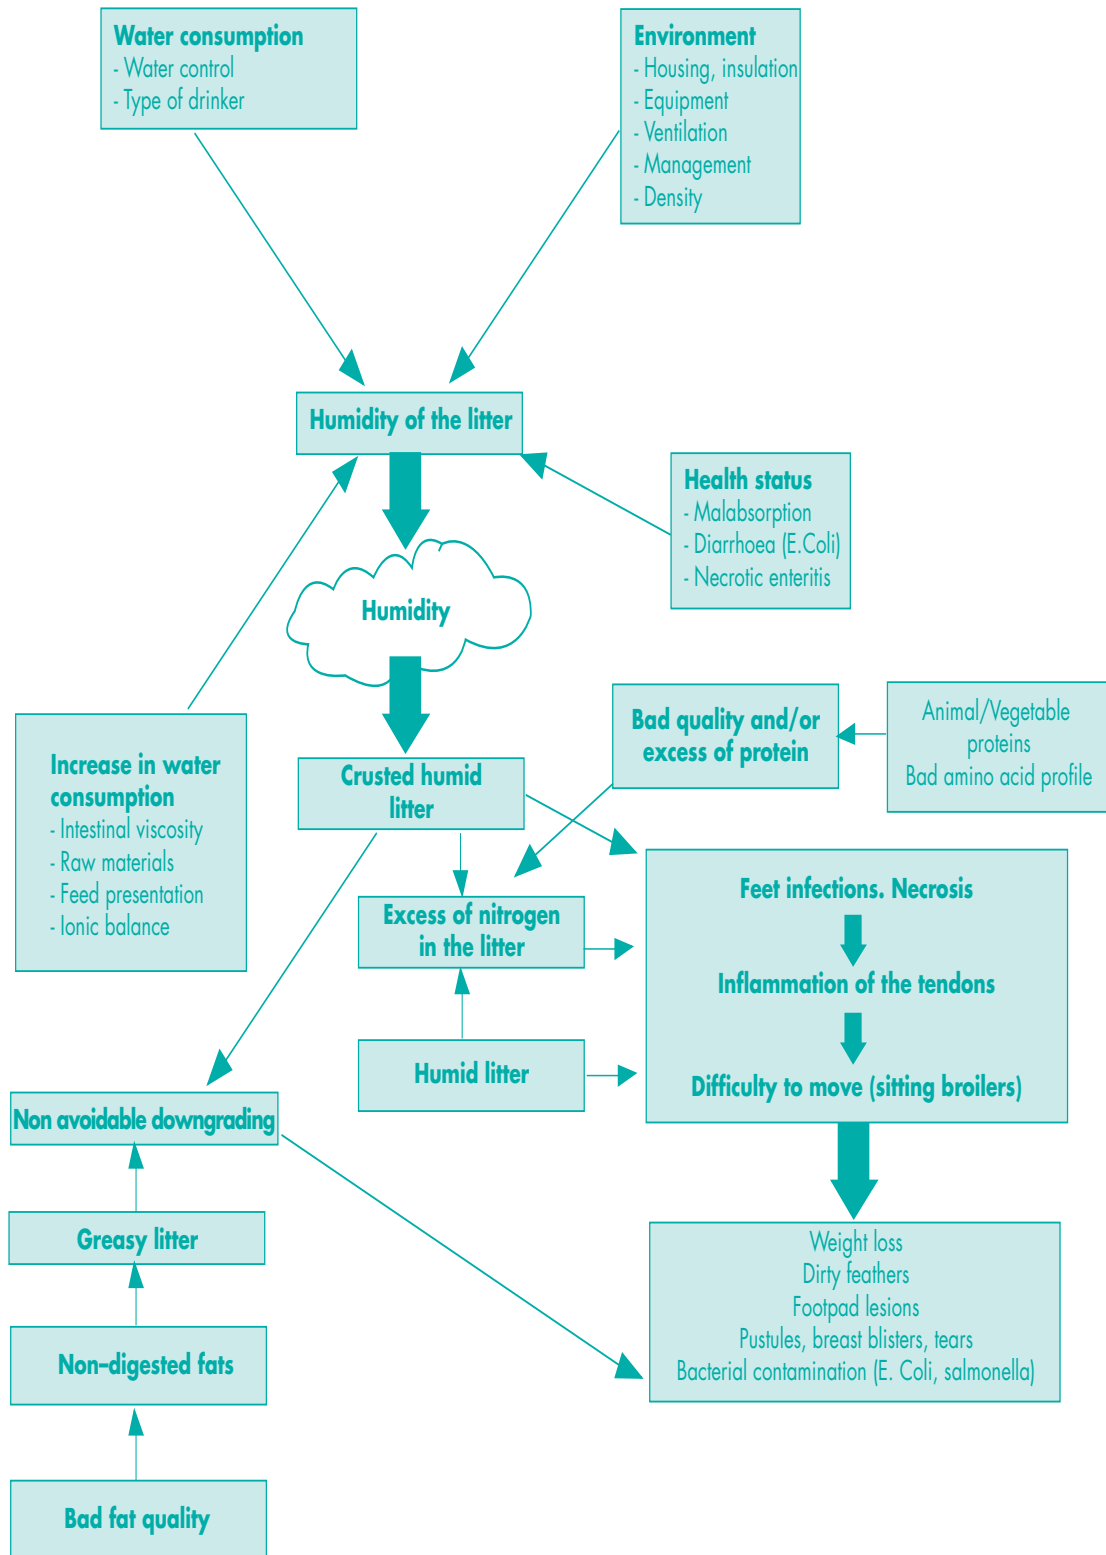 Water consumption
- Water control
- Type of drinker
Environment
- Housing, insulation
- Equipment
- Ventilation
- Management
- Density
Humidity of the litter
Health status
- Malabsorption
- Diarrhoea (E.Coli)
- Necrotic enteritis
Humidity
Increase in water
consumption
- Intestinal viscosity
- Raw materials
- Feed presentation
- Ionic balance
Bad quality and/or
excess of protein
Animal/Vegetable
proteins
Bad amino acid profile
Crusted humid
litter
Excess of nitrogen
in the litter
Humid litter
Feet infections. Necrosis
Inflammation of the tendons
Difficulty to move (sitting broilers)
Non avoidable downgrading
Greasy litter
Non-digested fats
Bad fat quality
Weight loss
Dirty feathers
Footpad lesions
Pustules, breast blisters, tears
Bacterial contamination (E. Coli, salmonella)